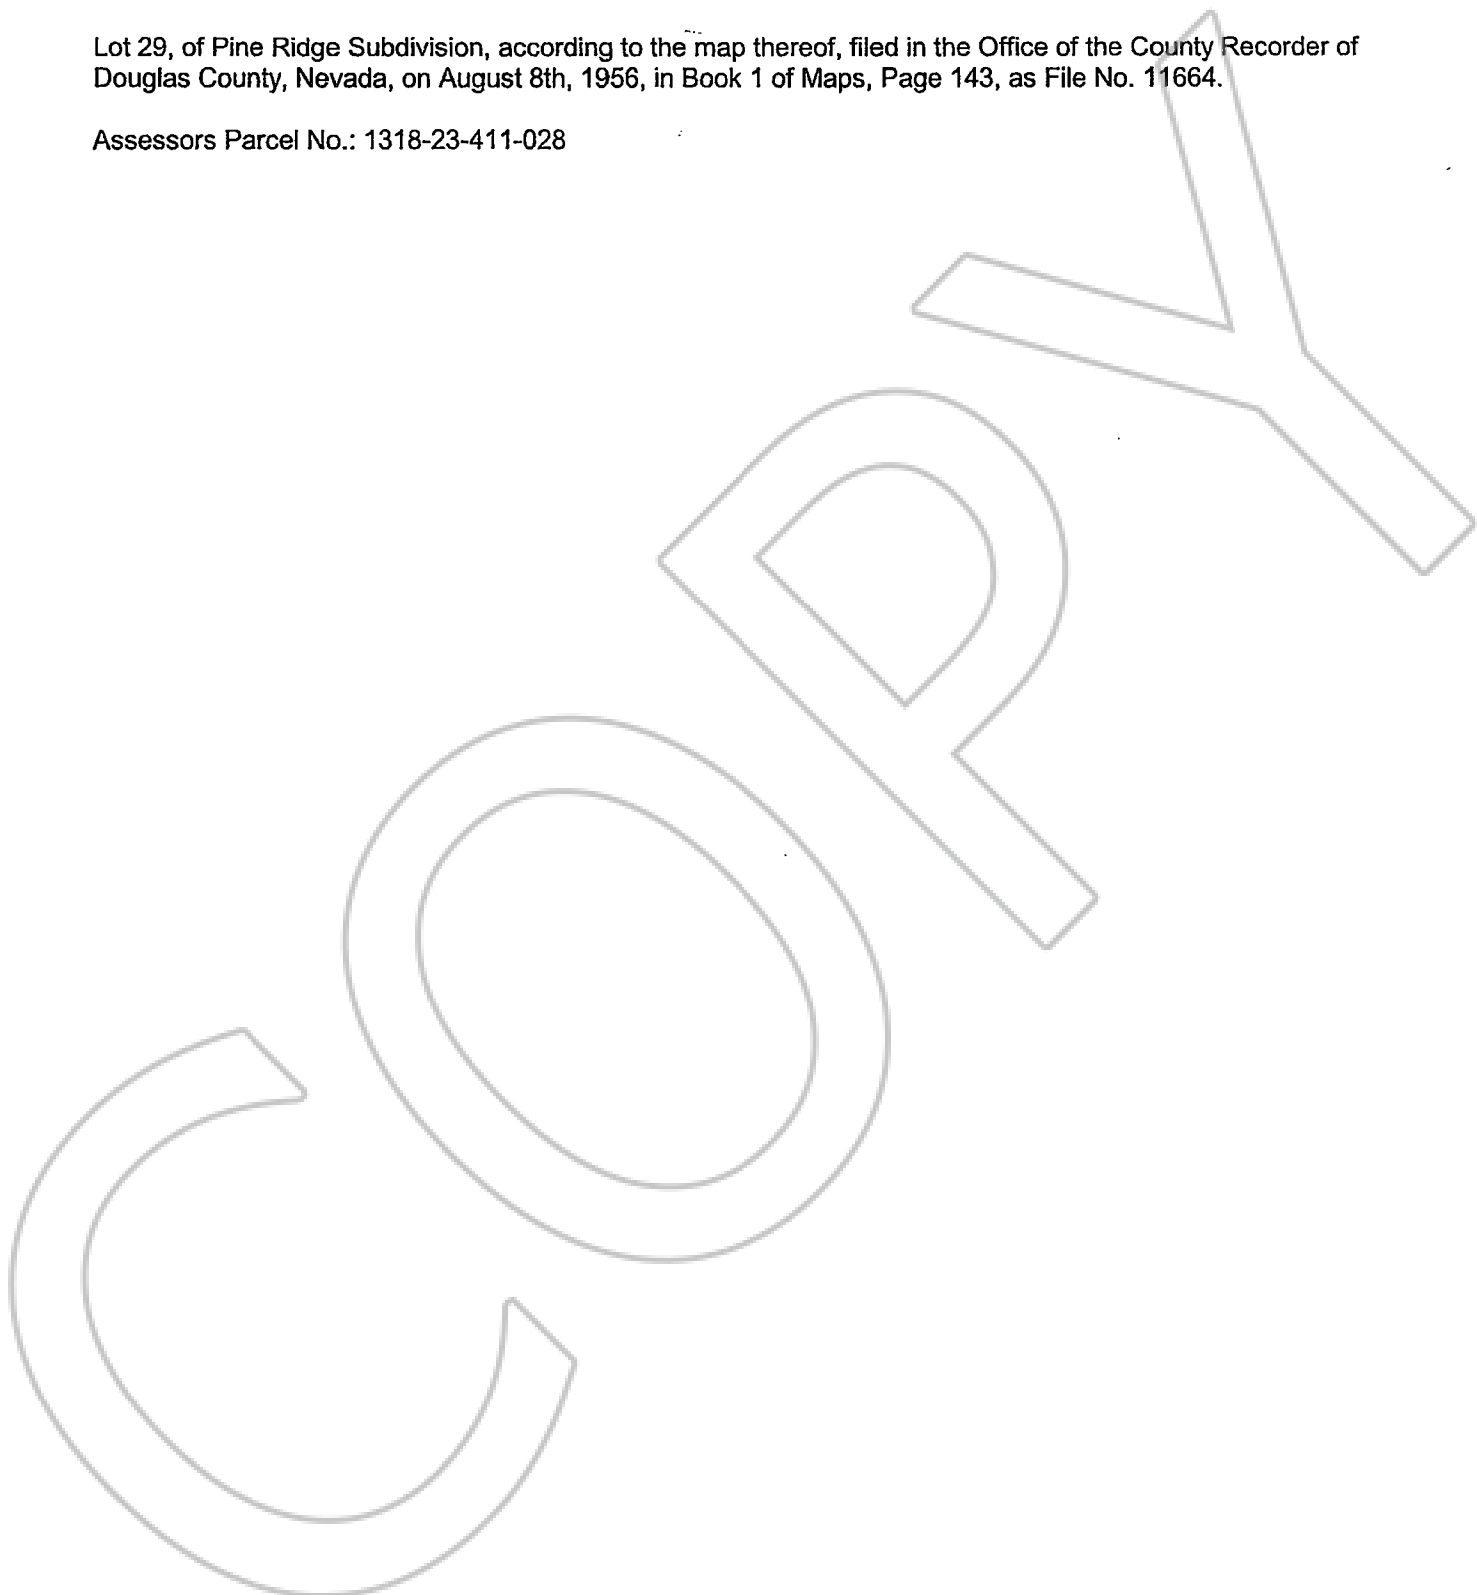 Lot 29, of Pine Ridge Subdivision, according to the map thereof, filed in the Office of the County Recorder of
Douglas County, Nevada, on August 8th, 1956, in Book 1 of Maps, Page 143, as File No. 11664.
Assessors Parcel No.: 1318-23-411-028
COPY